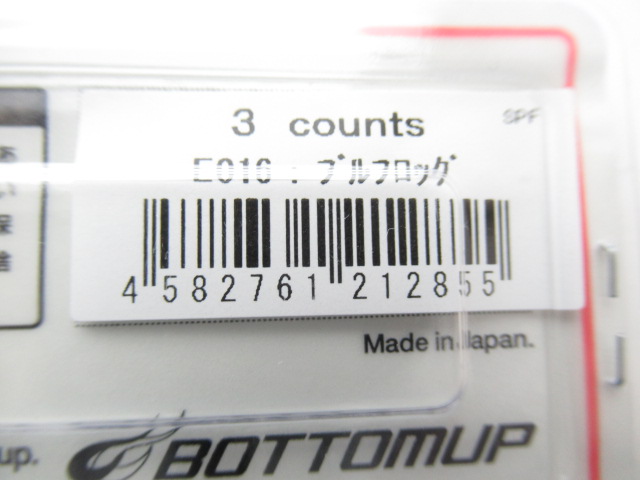 3 counts
SPF
E016 : ﾌﾞﾙﾌﾛｯｸﾞ
4 582761 212855
Made in Japan.
up.
BOTTOMUP